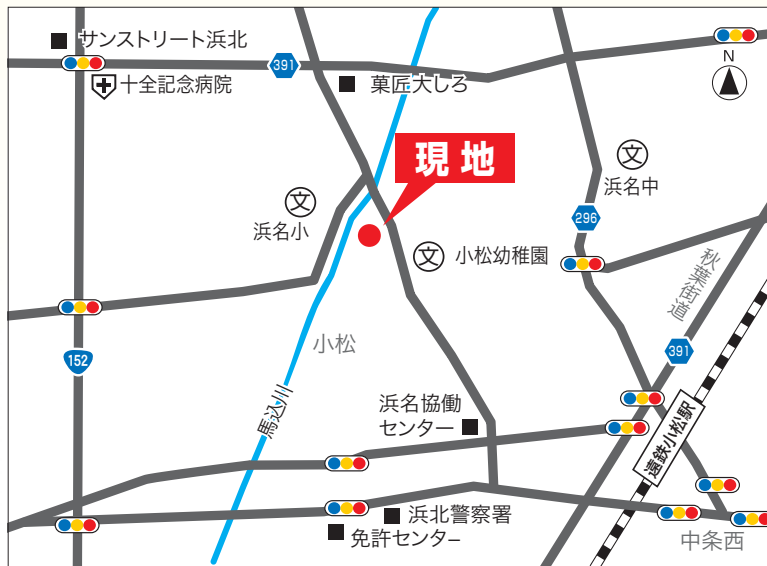 サンストリート浜北
391
十全記念病院
菓匠大しろ
N
現地
文
浜名中
文
浜名小
296
文
小松幼稚園
秋葉街道
小松
152
391
馬込川
浜名協働
センター
遠鉄小松駅
浜北警察署
免許センター
中条西